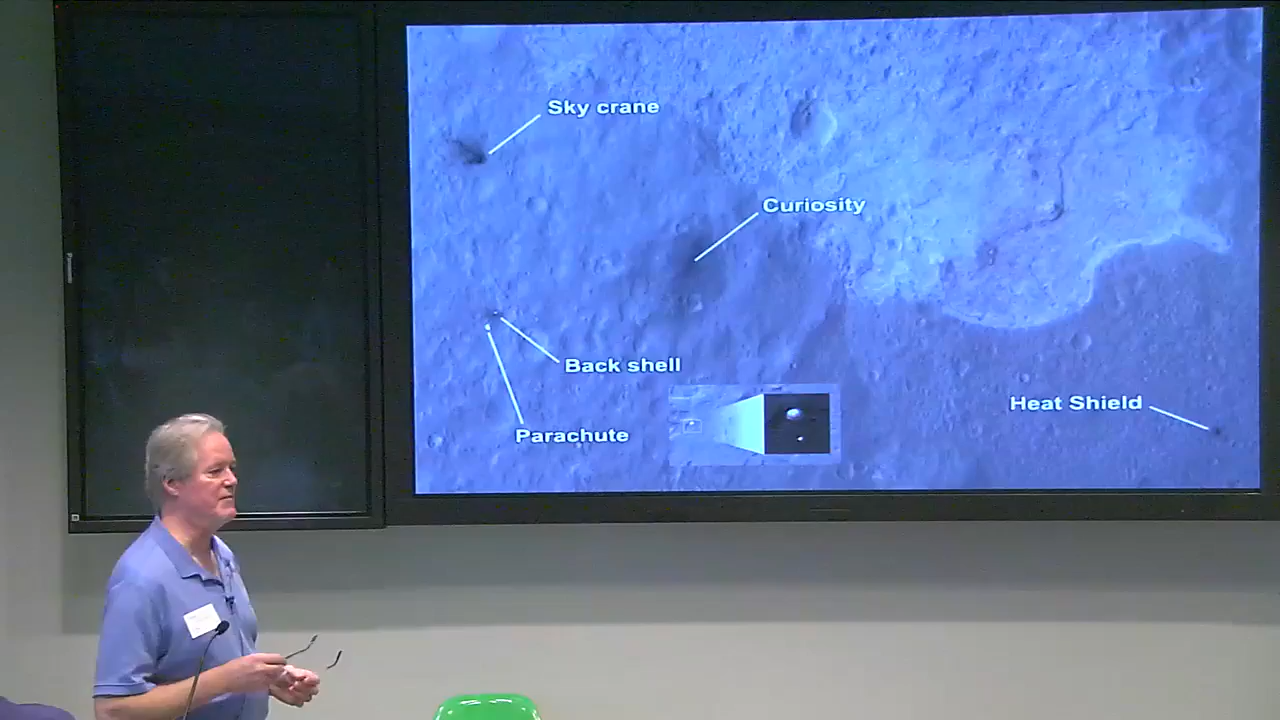 Sky crane
Curiosity
Back shell
Heat Shield
Parachute